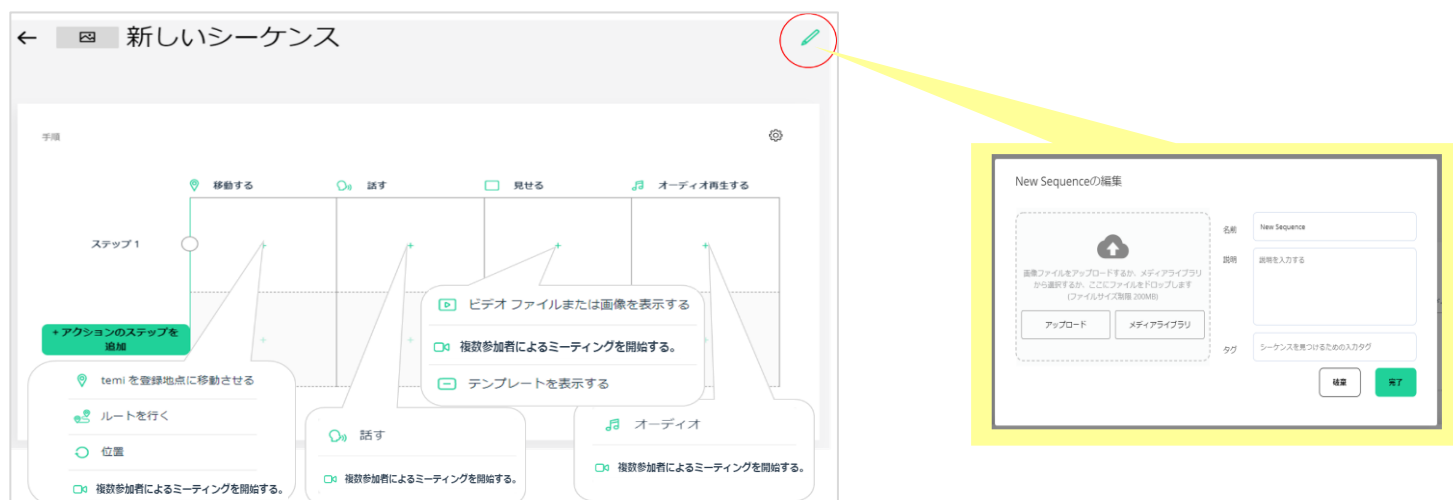 新しいシーケンス
手順
移動する
話す
見せる
オーディオ再生する
ステップ 1
+ アクションのステップを
追加
temi を登録地点に移動させる
ルートを行く
位置
複数参加者によるミーティングを開始する。
話す
複数参加者によるミーティングを開始する。
ビデオ ファイルまたは画像を表示する
複数参加者によるミーティングを開始する。
テンプレートを表示する
オーディオ
複数参加者によるミーティングを開始する。
New Sequenceの編集
画像ファイルをアップロードするか、メディアライブラリ
から選択するか、ここにファイルをドロップします
(ファイルサイズ制限 200MB)
アップロード
メディアライブラリ
名前
New Sequence
説明
説明を入力する
タグ
シーケンスを見つけるための入力タグ
破棄
完了